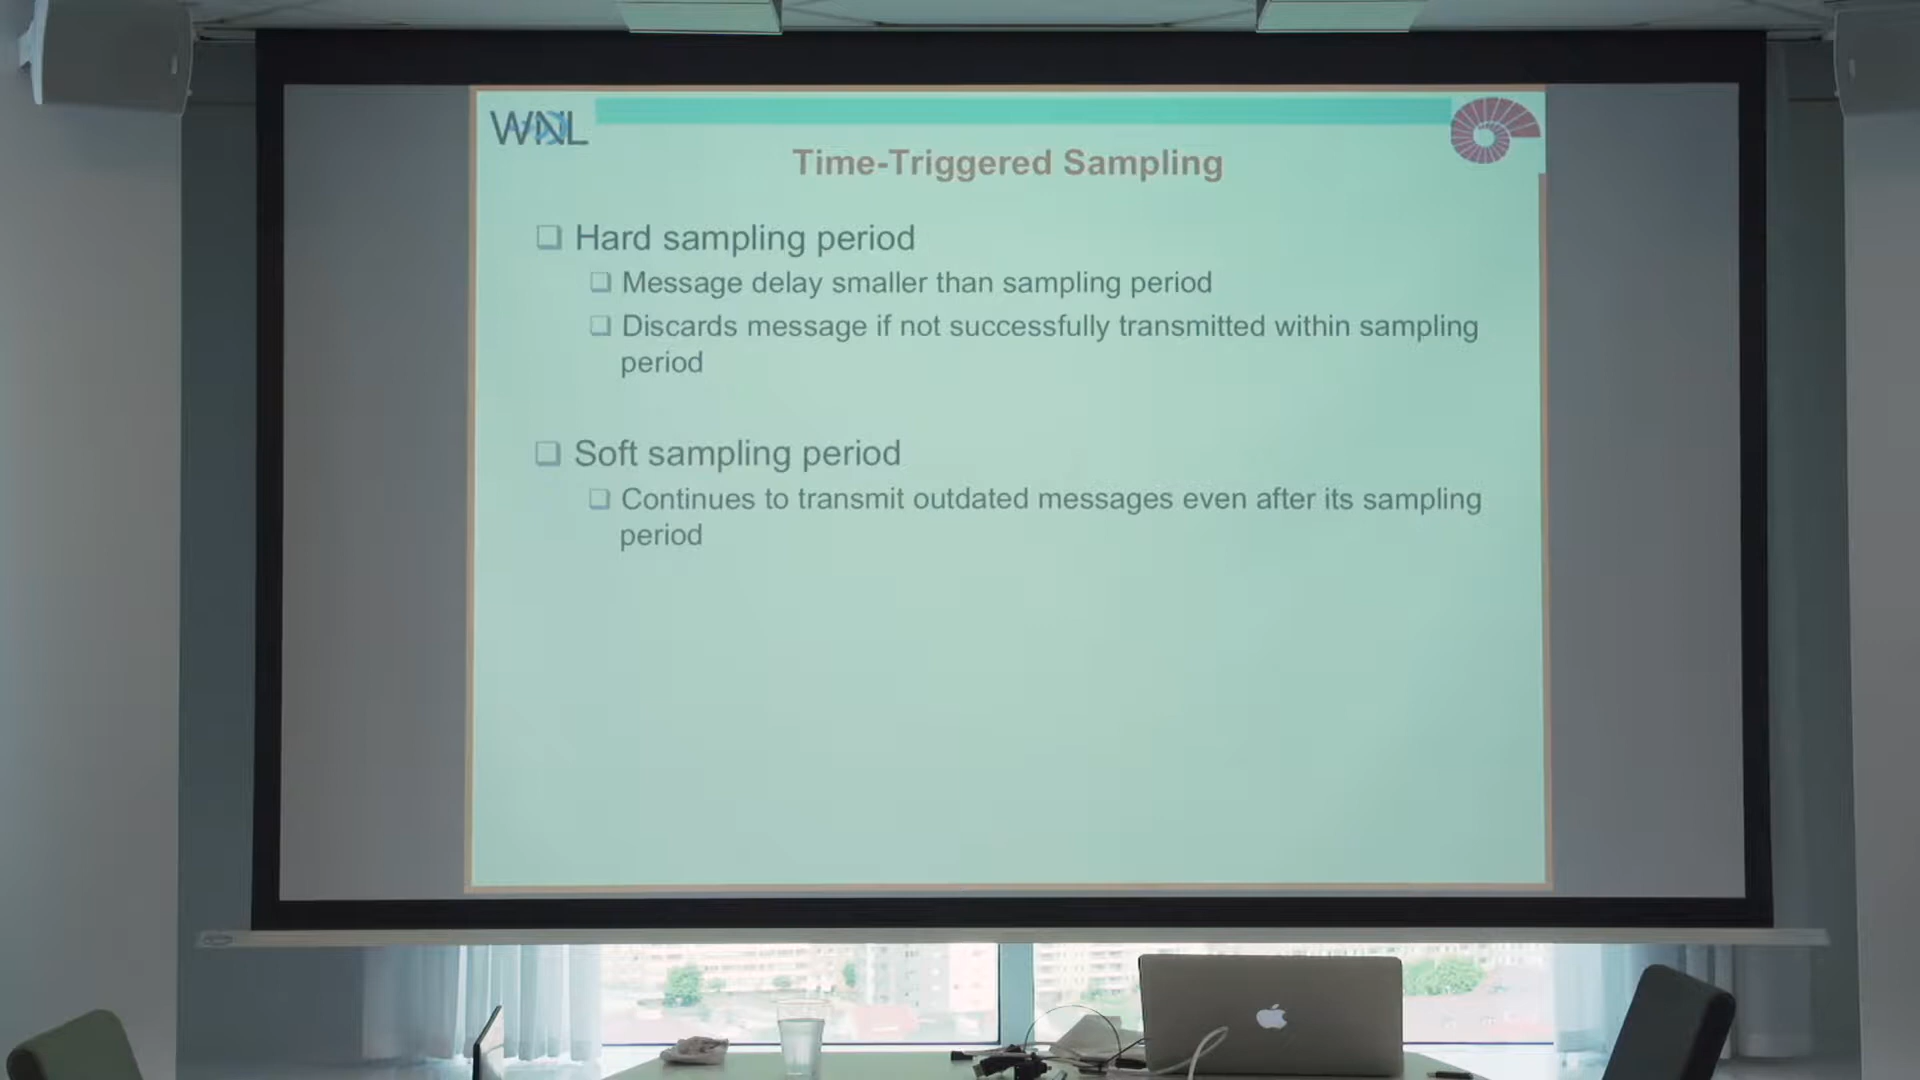 WNL
Time-Triggered Sampling
Hard sampling period
Message delay smaller than sampling period
Discards message if not successfully transmitted within sampling
period
Soft sampling period
Continues to transmit outdated messages even after its sampling
period